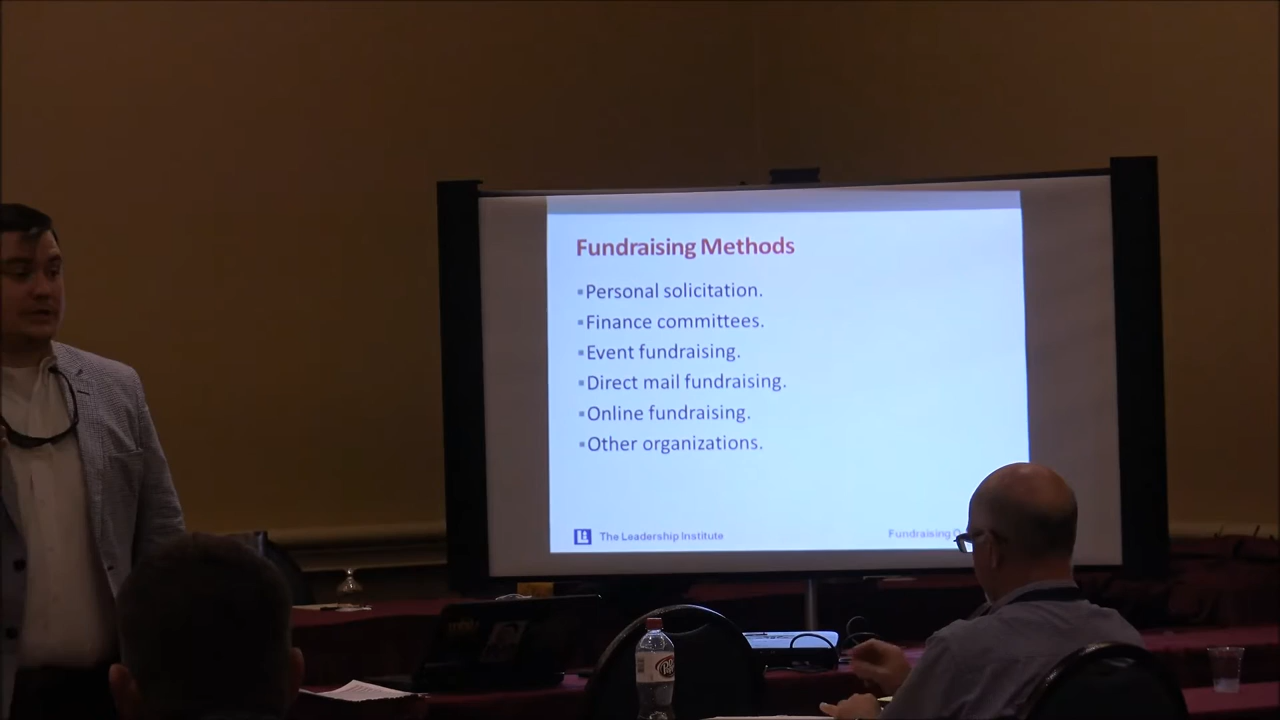 Fundraising Methods
▪Personal solicitation.
▪Finance committees.
▪Event fundraising.
▪Direct mail fundraising.
▪Online fundraising.
▪Other organizations.
The Leadership Institute
Fundraising